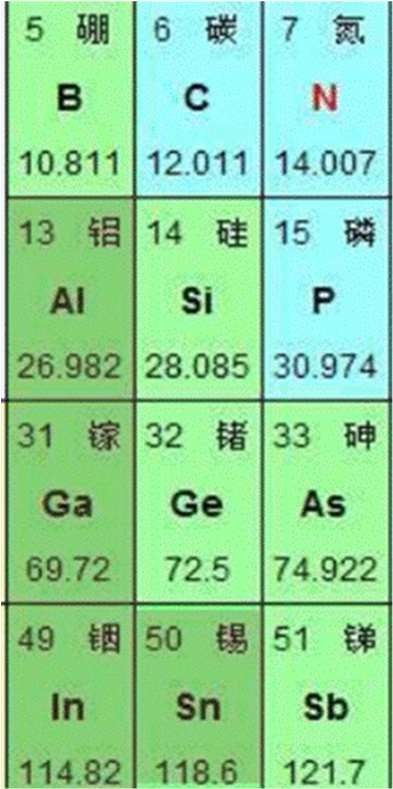 5 硼 6 碳 7 氮
B C N
10.811 12.011 14.007
13 铝 14 硅 15 磷
Al Si P
26.982 28.085 30.974
31 镓 32 锗 33 砷
Ga Ge As
69.72 72.5 74.922
49 铟 50 锡 51 锑
In Sn Sb
114.82 118.6 121.7